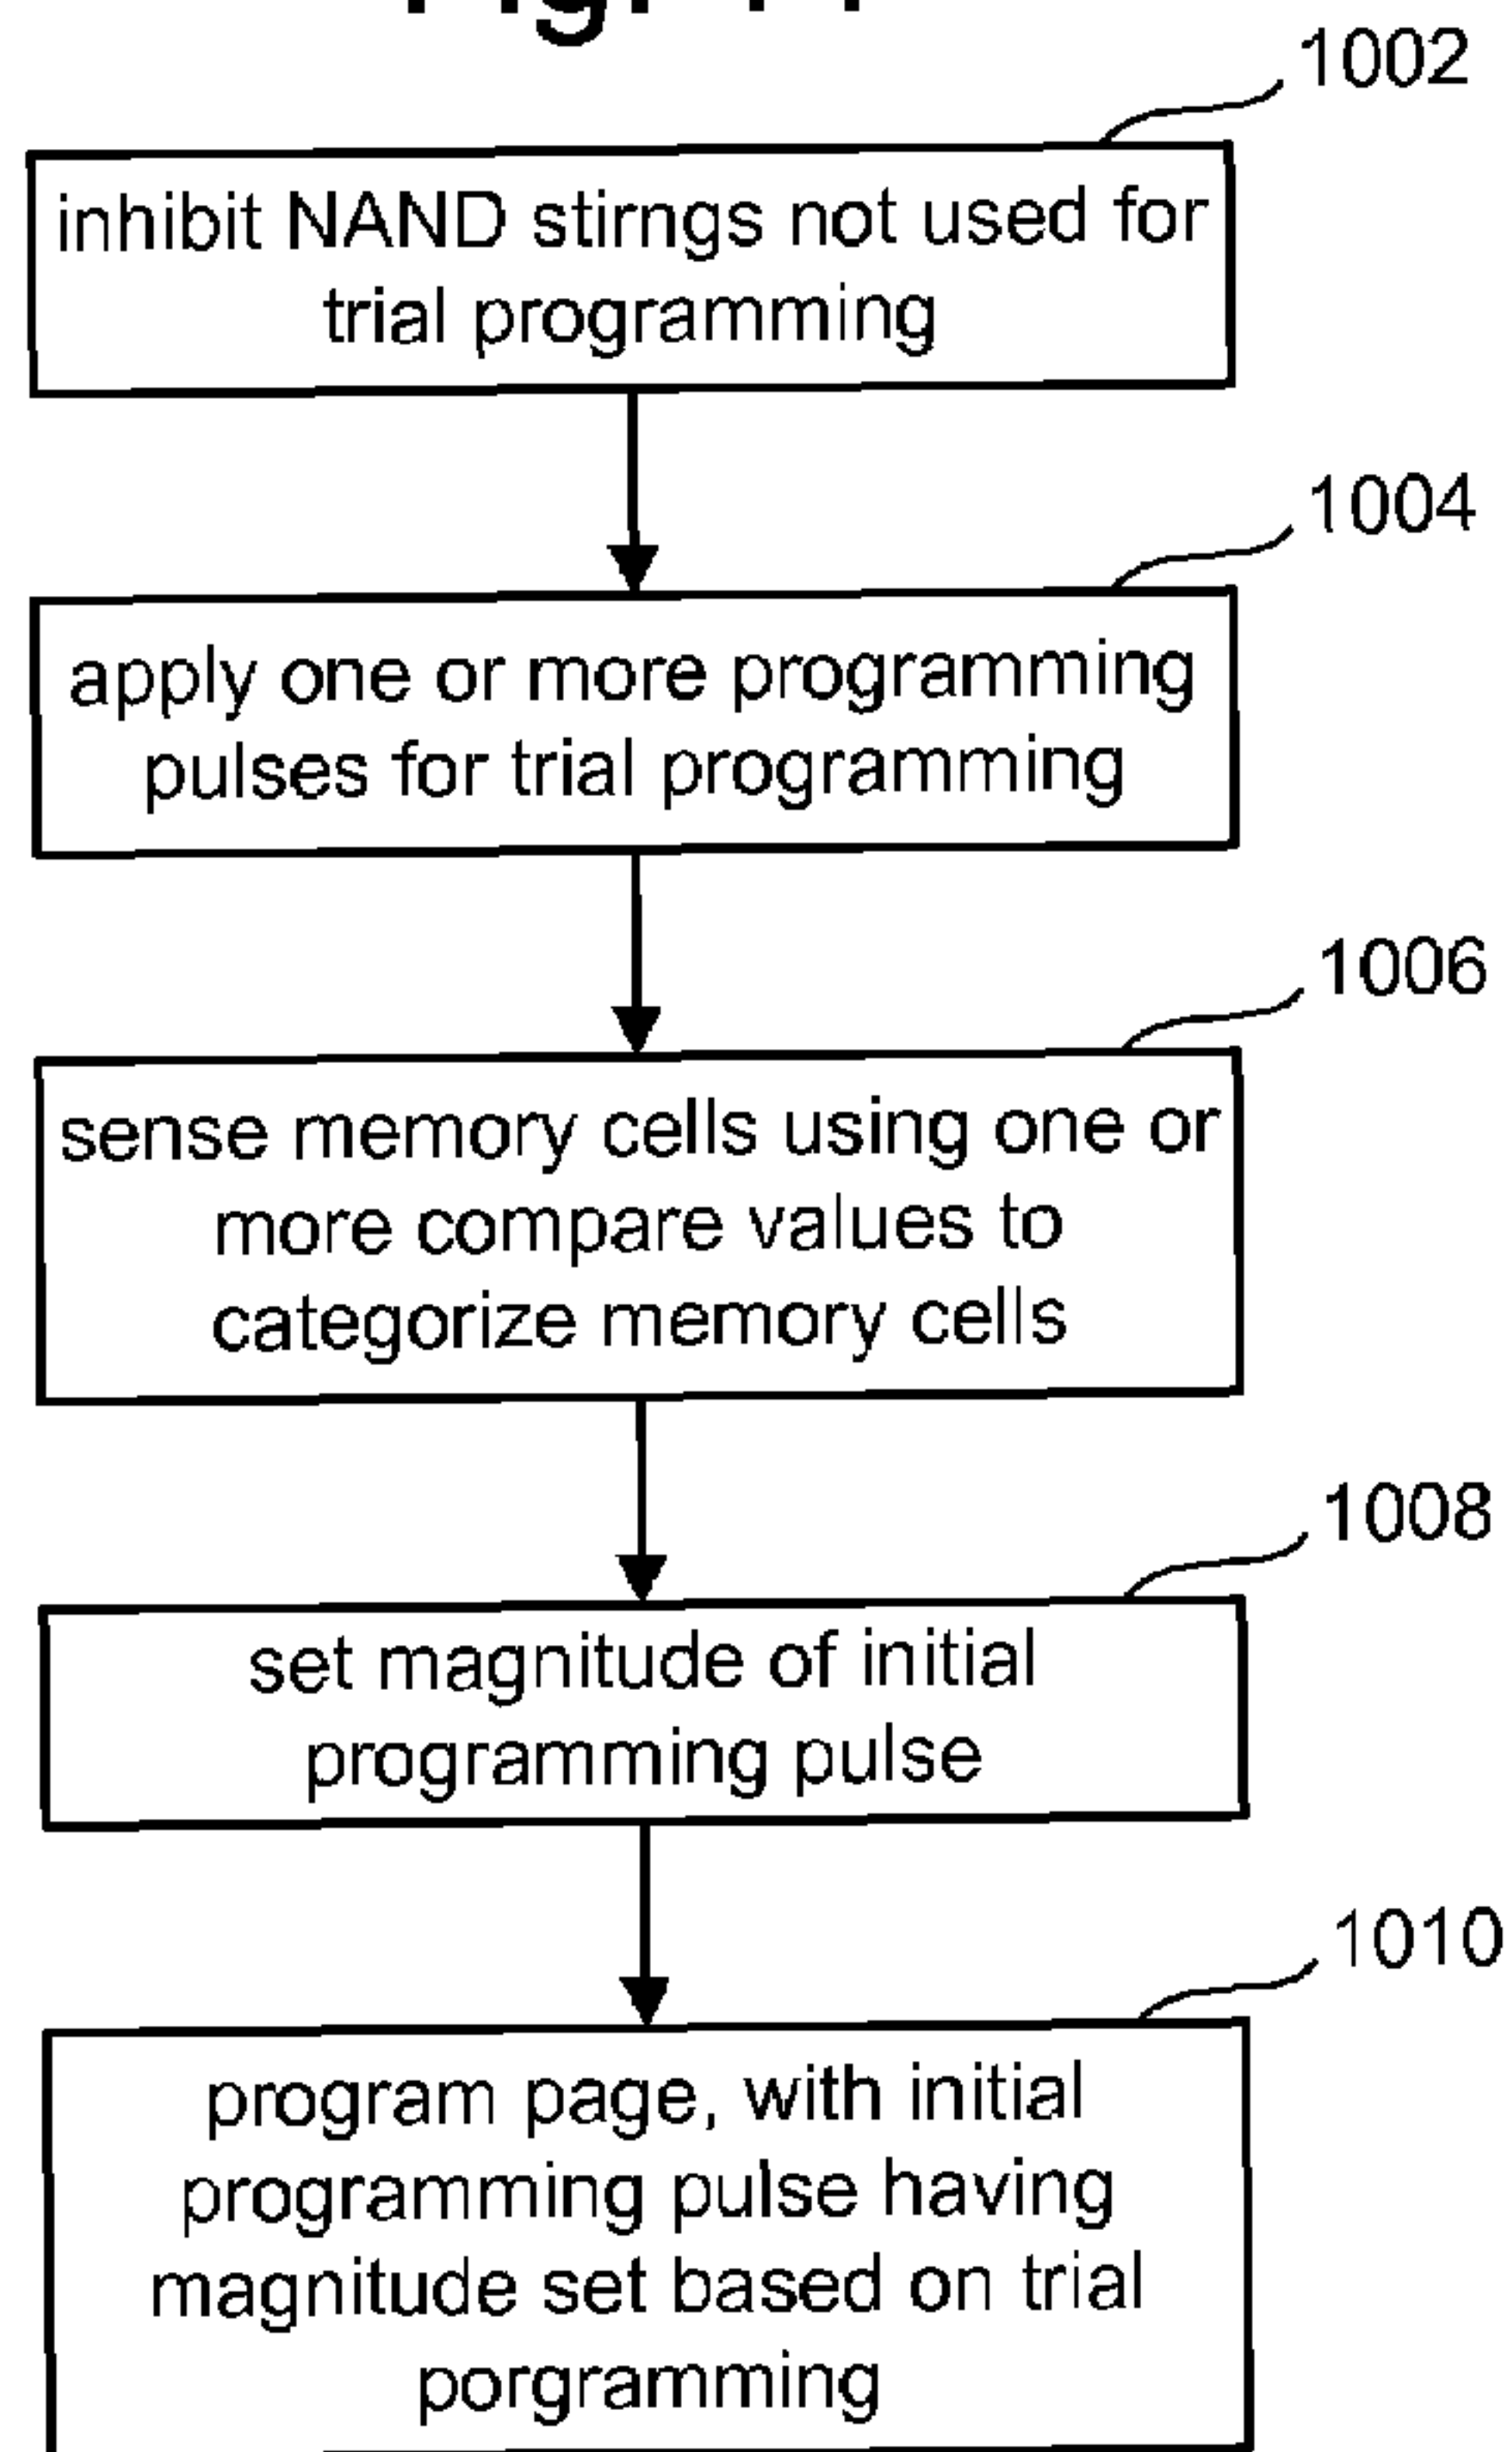 1002
inhibit NAND stirngs not used for
trial programming
1004
apply one or more programming
pulses for trial programming
1006
sense memory cells using one or
more compare values to
categorize memory cells
1008
set magnitude of initial
programming pulse
1010
program page, with initial
programming pulse having
magnitude set based on trial
porgramming